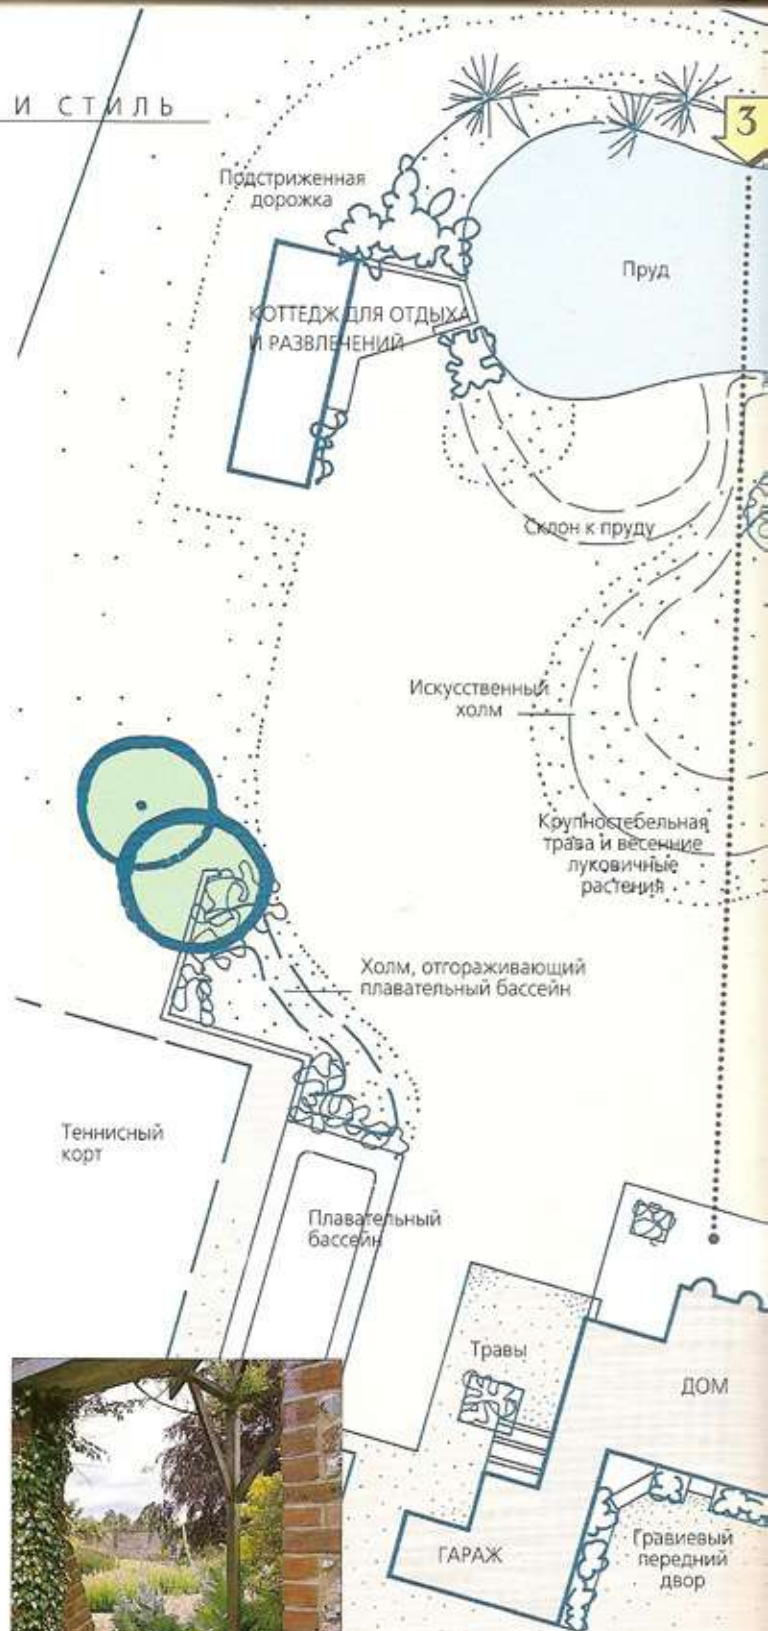 И СТИЛЬ
3
Подстриженная
дорожка
Пруд
КОТТЕДЖ ДЛЯ ОТДЫХА
И РАЗВЛЕЧЕНИЙ
Склон к пруду
Искусственный
холм
Крупностебельная
трава и весенние
луковичные
растения
Холм, отгораживающий
плавательный бассейн
Теннисный
корт
Плавательный
бассейн
Травы
ДОМ
ГАРАЖ
Гравиевый
передний
двор